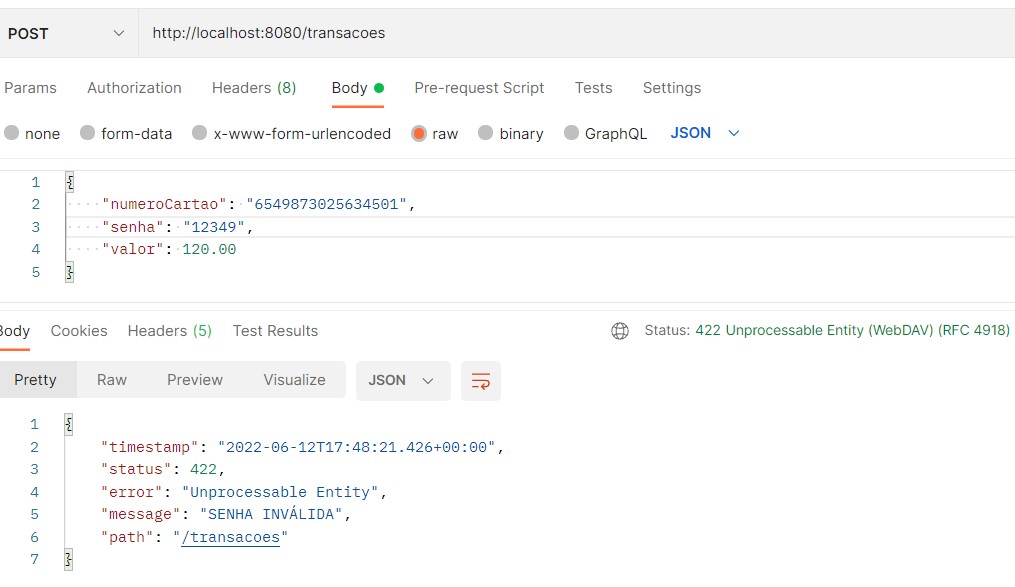 POST http://localhost:8080/transacoes
Params Authorization Headers (8) Body Pre-request Script Tests Settings
none form-data x-www-form-urlencoded raw binary GraphQL JSON
1 {
2 "numeroCartao": "6549873025634501",
3 "senha": "12349",
4 "valor": 120.00
5 }
Body Cookies Headers (5) Test Results Status: 422 Unprocessable Entity (WebDAV) (RFC 4918)
Pretty Raw Preview Visualize JSON
1 {
2 "timestamp": "2022-06-12T17:48:21.426+00:00",
3 "status": 422,
4 "error": "Unprocessable Entity",
5 "message": "SENHA INVÁLIDA",
6 "path": "/transacoes"
7 }